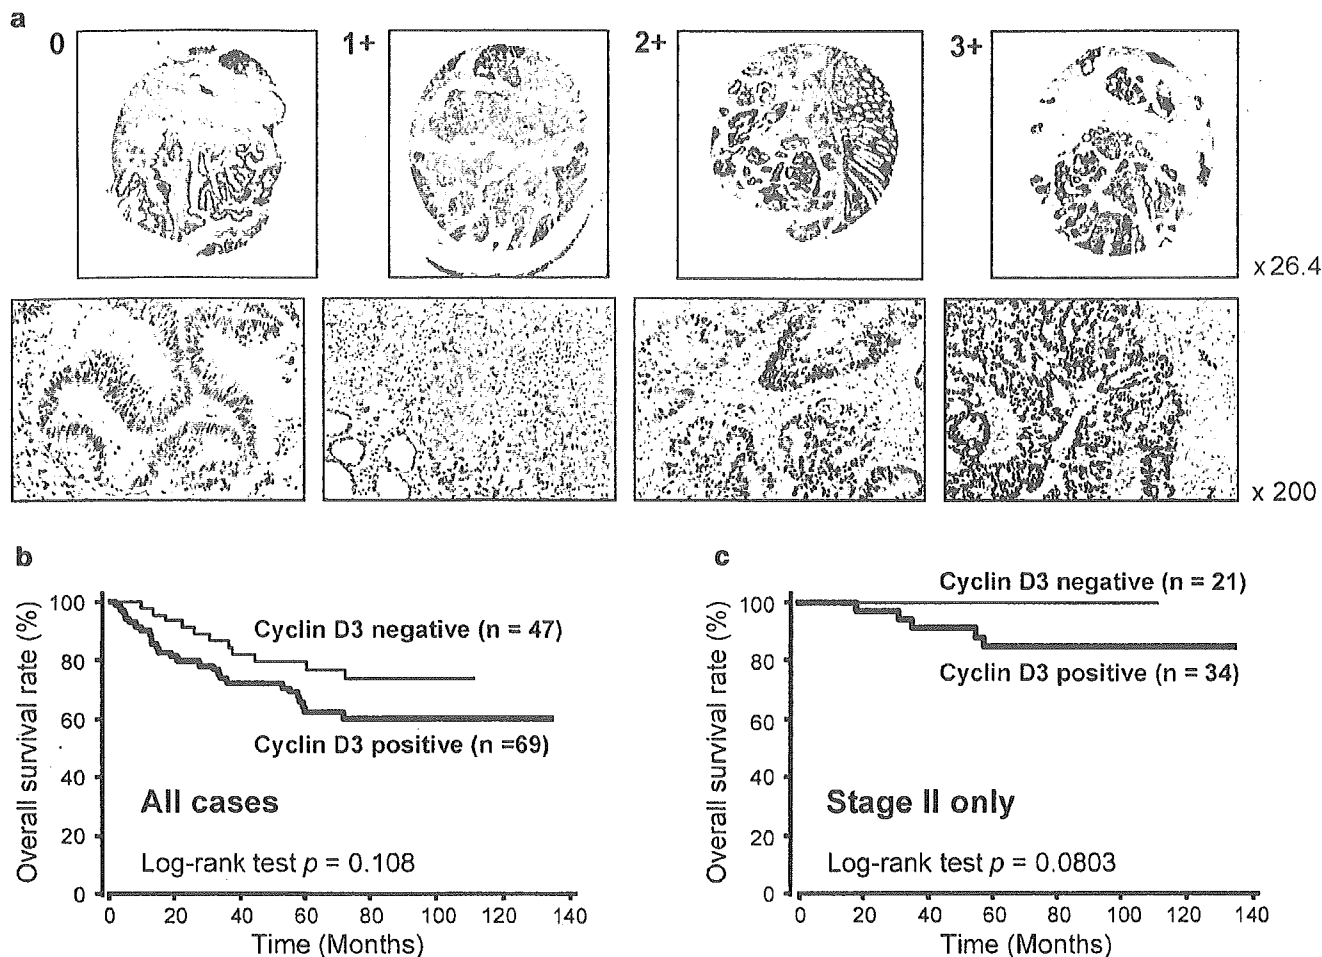 a
0
1+
2+
3+
x 26.4
x 200
b
Overall survival rate (%)
100
80
60
40
20
0
Cyclin D3 negative (n = 47)
Cyclin D3 positive (n =69)
All cases
Log-rank test p = 0.108
0 20 40 60 80 100 120 140
Time (Months)
c
Overall survival rate (%)
100
80
60
40
20
0
Cyclin D3 negative (n = 21)
Cyclin D3 positive (n = 34)
Stage II only
Log-rank test p = 0.0803
0 20 40 60 80 100 120 140
Time (Months)